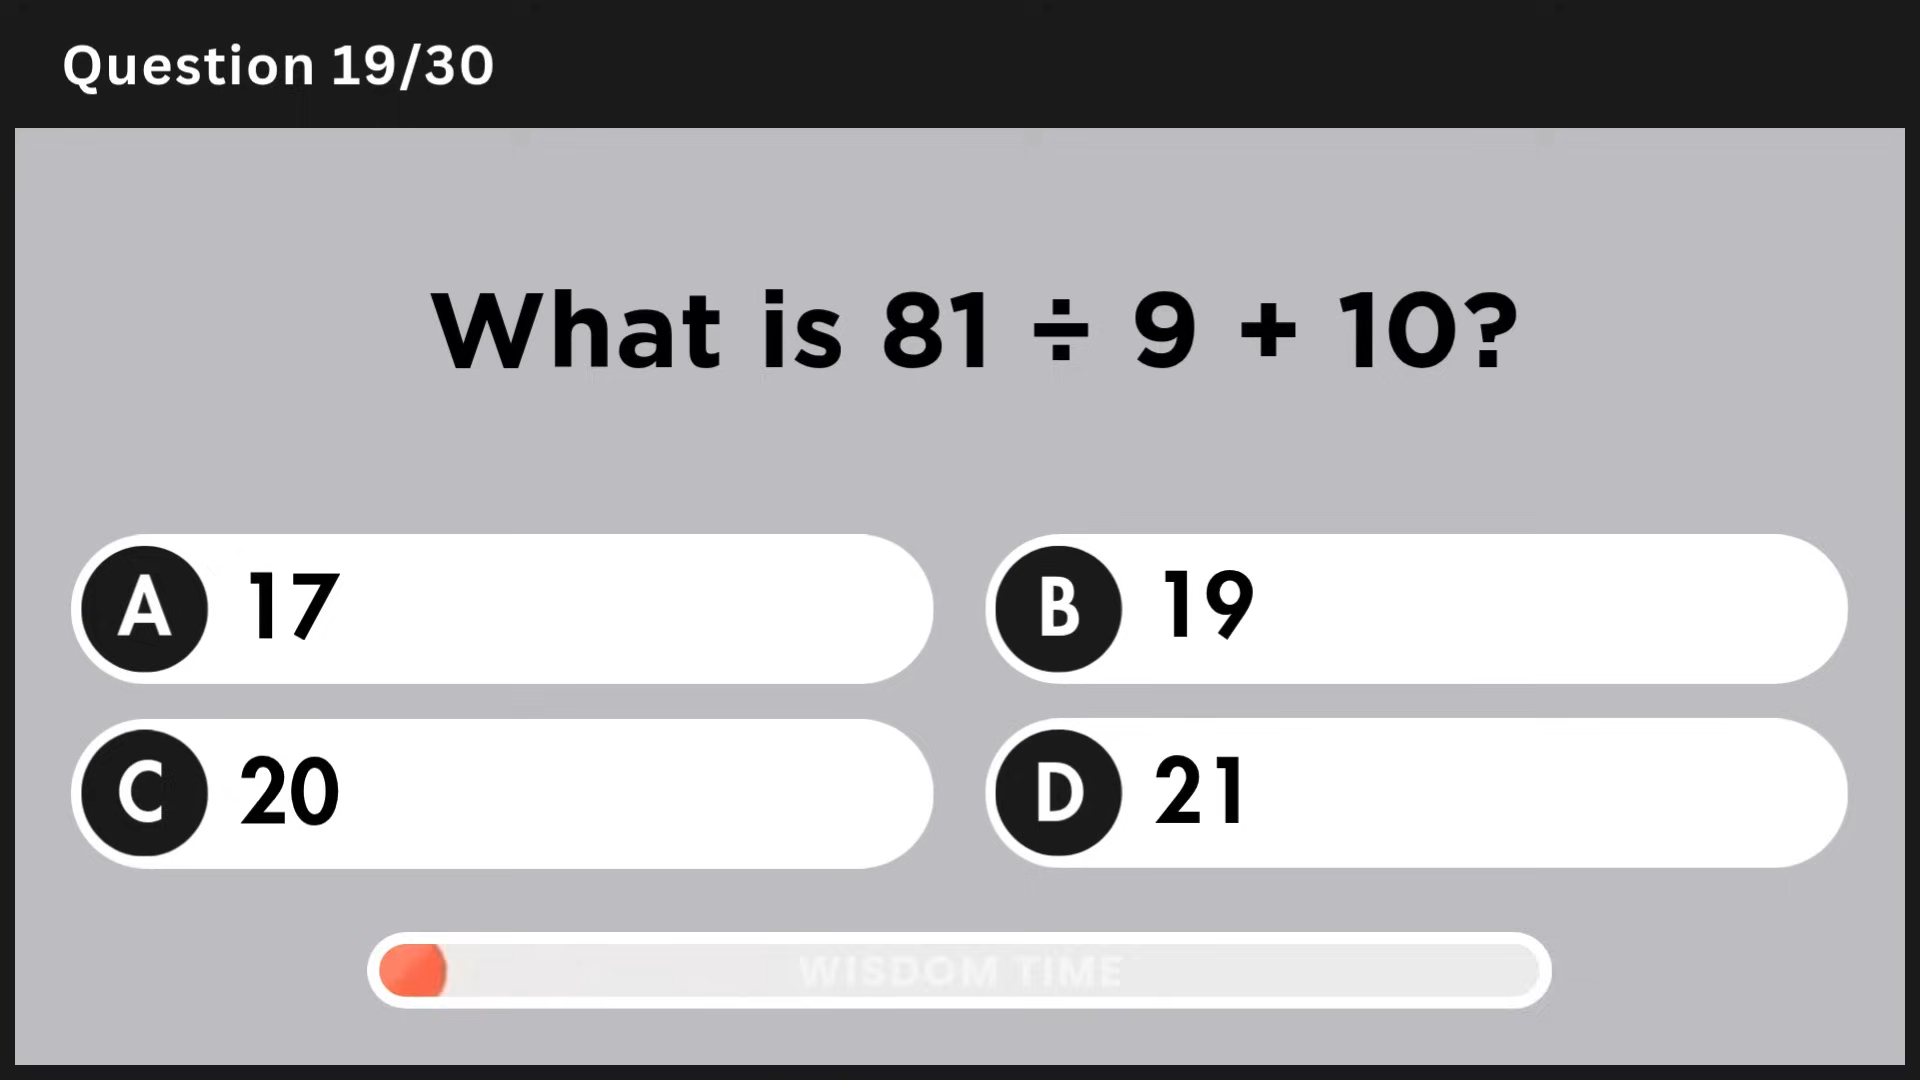 Question 19/30
What is 81 ÷ 9 + 10?
A 17
B 19
C 20
D 21
WISDOM TIME